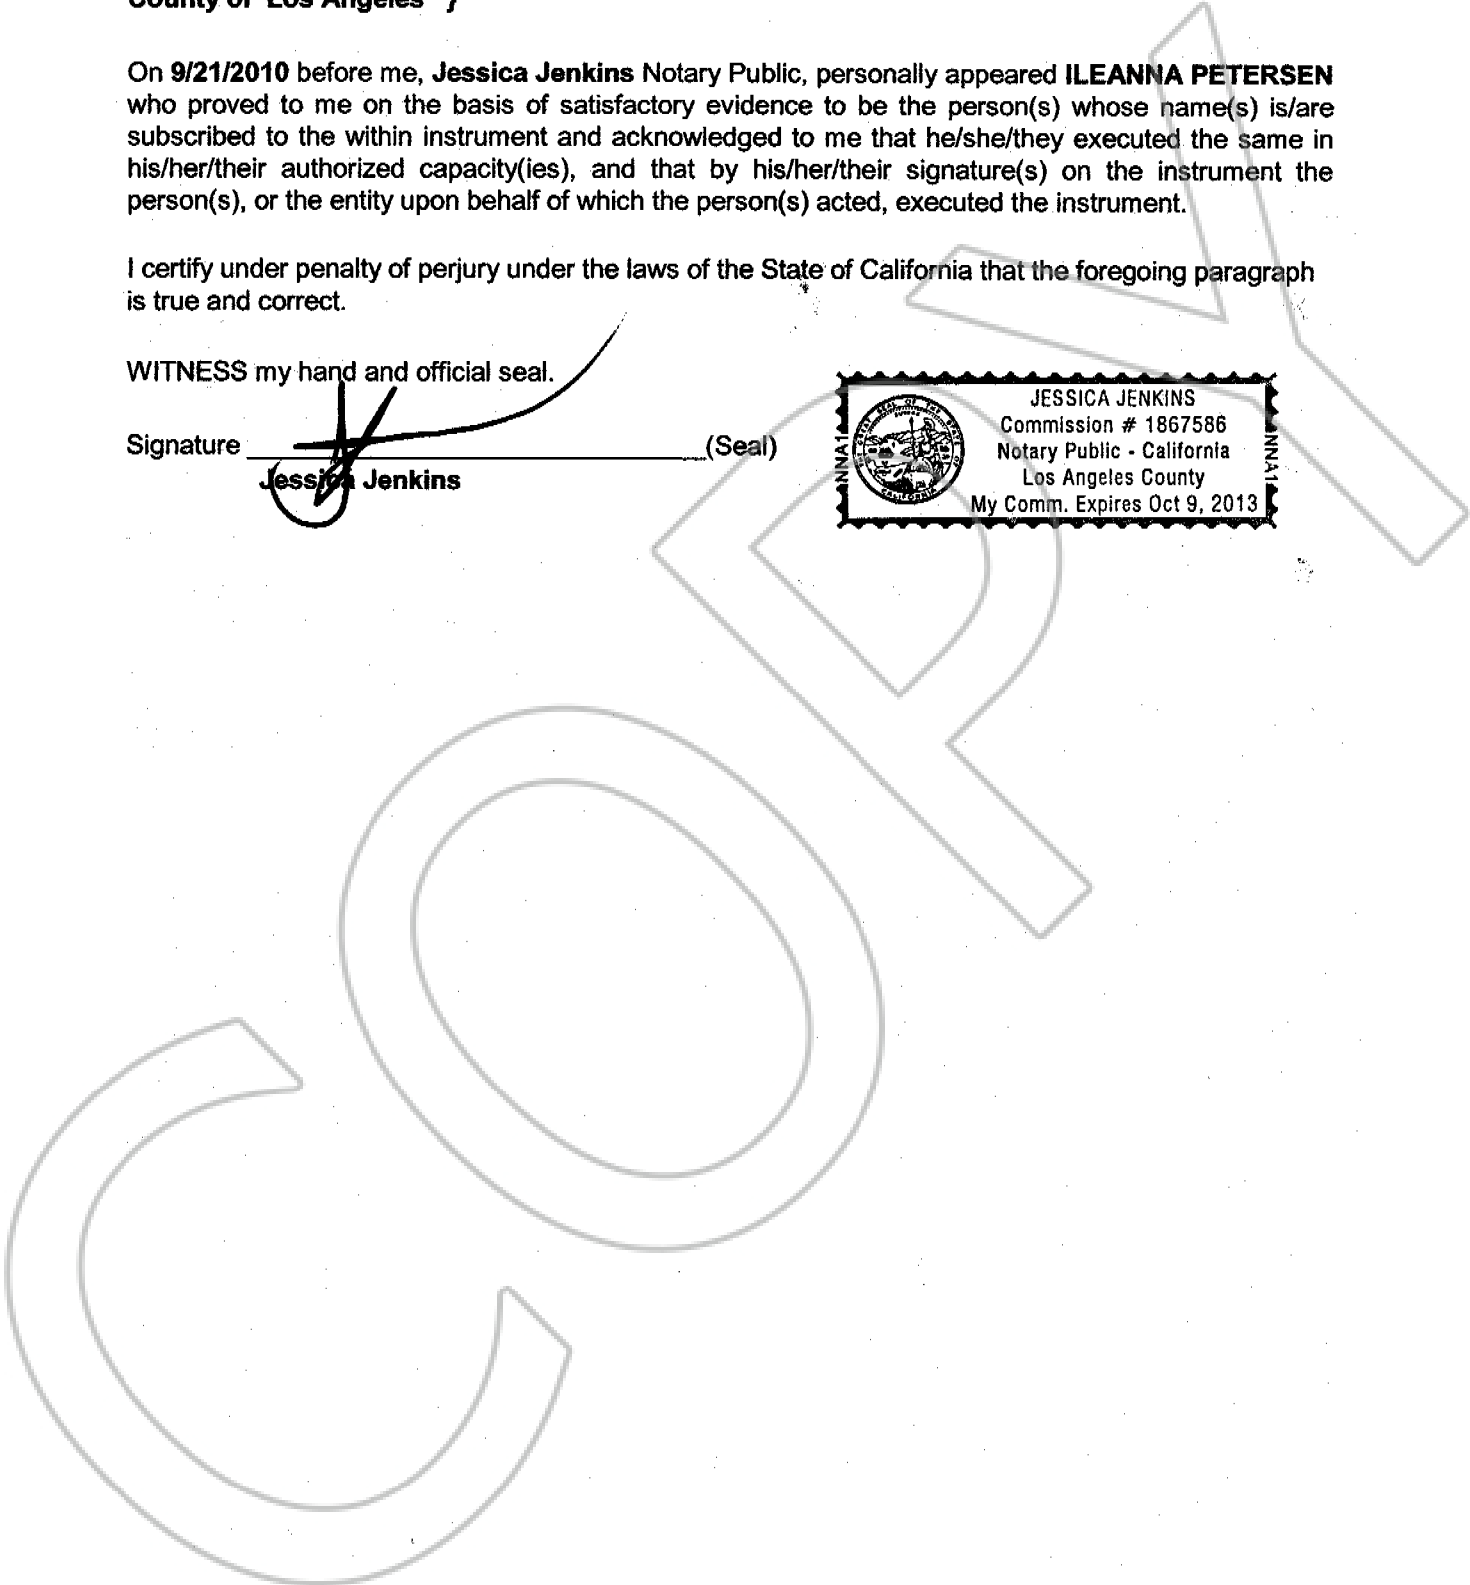 County of Los Angeles }
On 9/21/2010 before me, Jessica Jenkins Notary Public, personally appeared ILEANNA PETERSEN
who proved to me on the basis of satisfactory evidence to be the person(s) whose name(s) is/are
subscribed to the within instrument and acknowledged to me that he/she/they executed the same in
his/her/their authorized capacity(ies), and that by his/her/their signature(s) on the instrument the
person(s), or the entity upon behalf of which the person(s) acted, executed the instrument.
I certify under penalty of perjury under the laws of the State of California that the foregoing paragraph
is true and correct.
WITNESS my hand and official seal.
Signature (Seal)
Jessica Jenkins
JESSICA JENKINS
Commission # 1867586
Notary Public - California
Los Angeles County
My Comm. Expires Oct 9, 2013
NNA1
NNA1
COPY